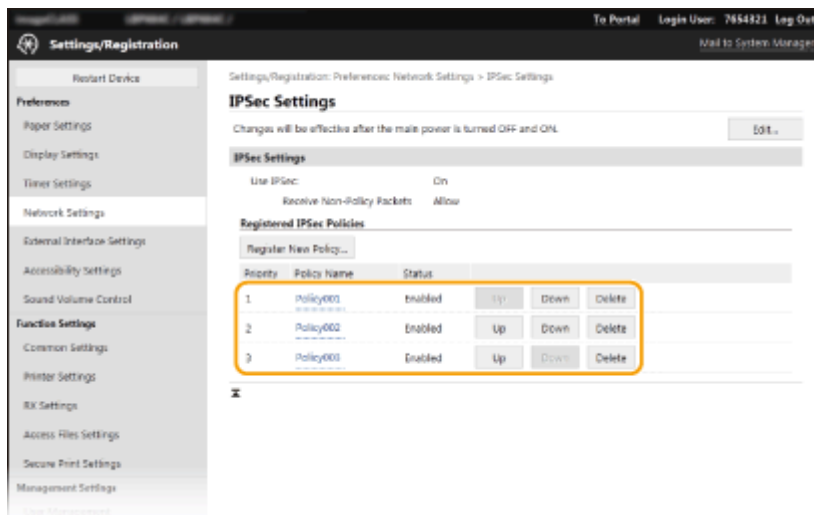 To Portal Login User: 7654321 Log Out
Settings/Registration
Mail to System Manager
Restart Device
Preferences
Paper Settings
Display Settings
Timer Settings
Network Settings
External Interface Settings
Accessibility Settings
Sound Volume Control
Function Settings
Common Settings
Printer Settings
RX Settings
Access Files Settings
Secure Print Settings
Management Settings
User Management
Settings/Registration: Preferences: Network Settings > IPSec Settings
IPSec Settings
Changes will be effective after the main power is turned OFF and ON.
Edit...
IPSec Settings
Use IPSec: On
Receive Non-Policy Packets Allow
Registered IPSec Policies
Register New Policy...
Priority Policy Name Status
1 Policy001 Enabled Up Down Delete
2 Policy002 Enabled Up Down Delete
3 Policy003 Enabled Up Down Delete